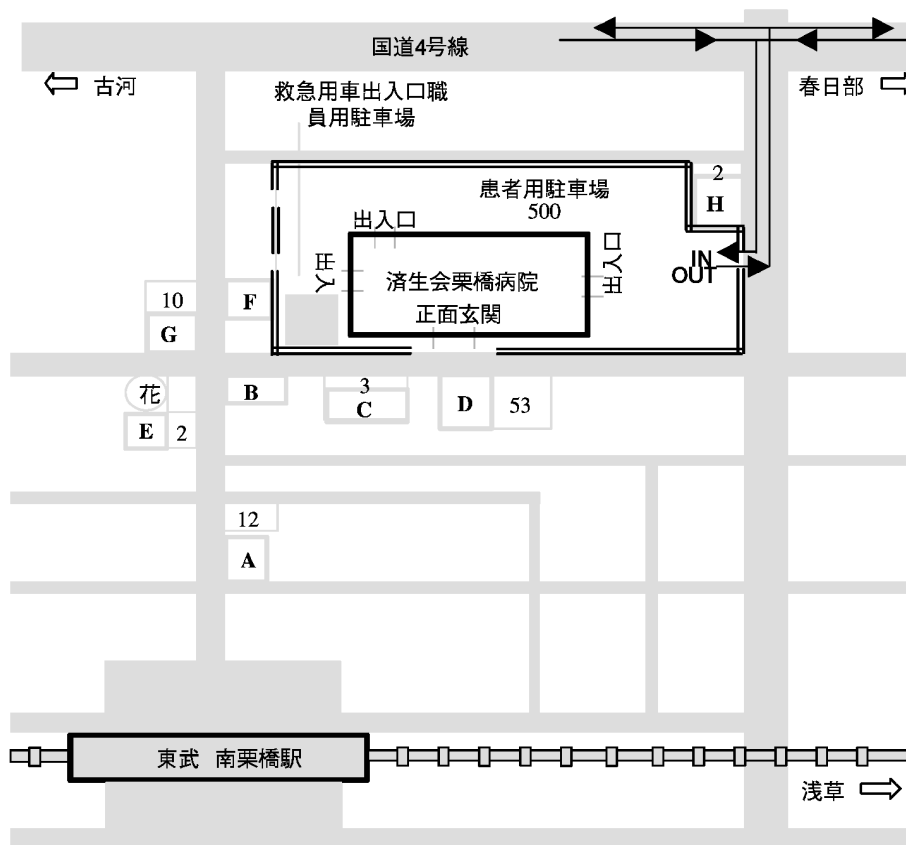 国道4号線
古河
春日部
救急用車出入口職
員用駐車場
2
H
患者用駐車場
500
出入口
出入
出入口
IN
OUT
済生会栗橋病院
正面玄関
10
F
G
花
B
3
C
D
53
E
2
12
A
東武 南栗橋駅
浅草